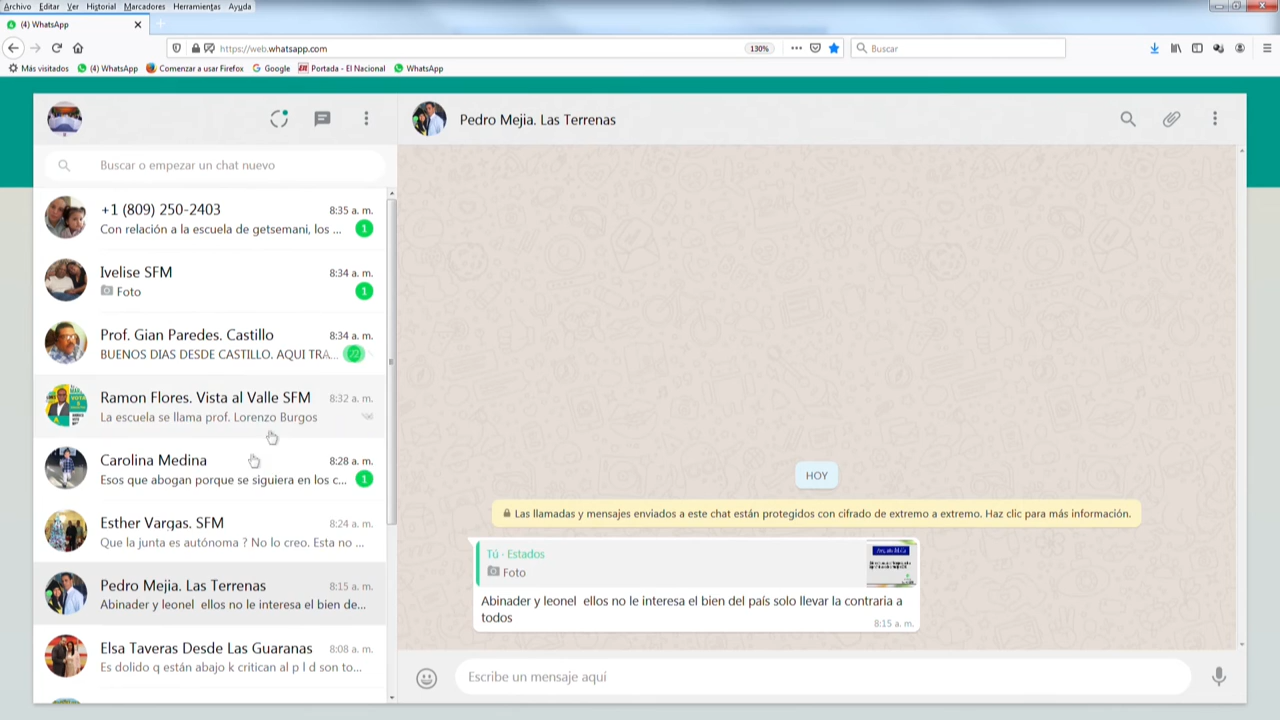 Archivo Editar Ver Historial Marcadores Herramientas Ayuda
(4) WhatsApp
https://web.whatsapp.com
130%
Buscar
Más visitados (4) WhatsApp Comenzar a usar Firefox Google Portada - El Nacional WhatsApp
Buscar o empezar un chat nuevo
+1 (809) 250-2403 8:35 a. m.
Con relación a la escuela de getsemani, los ... 1
Ivelise SFM 8:34 a. m.
Foto 1
Prof. Gian Paredes. Castillo 8:34 a. m.
BUENOS DIAS DESDE CASTILLO. AQUI TRA...
Ramon Flores. Vista al Valle SFM 8:32 a. m.
La escuela se llama prof. Lorenzo Burgos
Carolina Medina 8:28 a. m.
Esos que abogan porque se siguiera en los c... 1
Esther Vargas. SFM 8:24 a. m.
Que la junta es autónoma ? No lo creo. Esta no ...
Pedro Mejia. Las Terrenas 8:15 a. m.
Abinader y leonel ellos no le interesa el bien de...
Elsa Taveras Desde Las Guaranas 8:08 a. m.
Es dolido q están abajo k critican al p l d son to...
Pedro Mejia. Las Terrenas
HOY
Las llamadas y mensajes enviados a este chat están protegidos con cifrado de extremo a extremo. Haz clic para más información.
Tú · Estados
Foto
Abinader y leonel ellos no le interesa el bien del país solo llevar la contraria a
todos
8:15 a. m.
Escribe un mensaje aquí